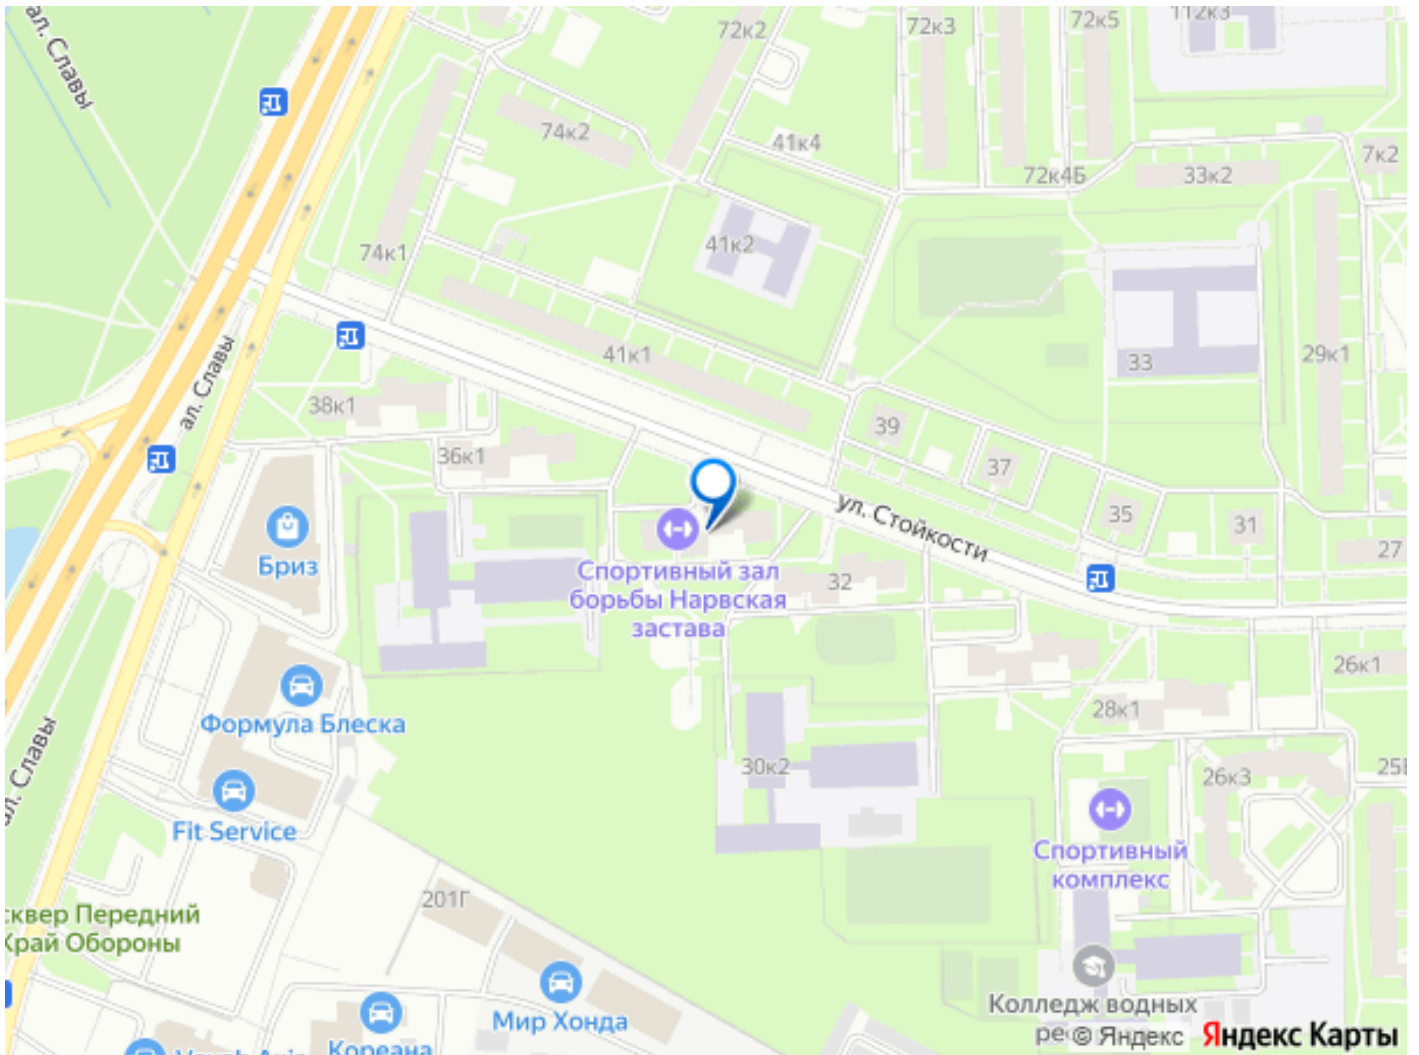 ал. Славы
72к2
72к3
72к5
112к3
74к2
41к4
7к2
72к4Б
33к2
74к1
41к2
ал. Славы
41к1
33
29к1
38к1
39
36к1
37
ул. Стойкости
35
31
27
Бриз
Спортивный зал
борьбы Нарвская
застава
32
26к1
Формула Блеска
28к1
ал. Славы
30к2
26к3
25Б
Fit Service
Спортивный
комплекс
201Г
сквер Передний
Край Обороны
Колледж водных
Мир Хонда
Кореана
© Яндекс
Яндекс Карты